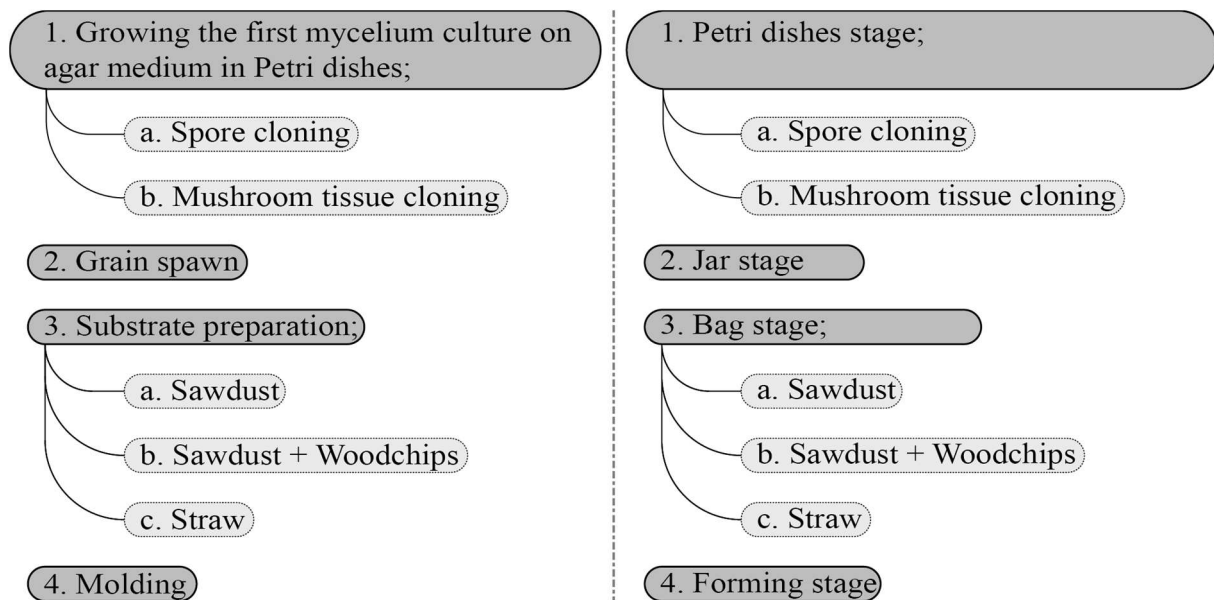 1. Growing the first mycelium culture on
agar medium in Petri dishes;
a. Spore cloning
b. Mushroom tissue cloning
2. Grain spawn
3. Substrate preparation;
a. Sawdust
b. Sawdust + Woodchips
c. Straw
4. Molding
1. Petri dishes stage;
a. Spore cloning
b. Mushroom tissue cloning
2. Jar stage
3. Bag stage;
a. Sawdust
b. Sawdust + Woodchips
c. Straw
4. Forming stage